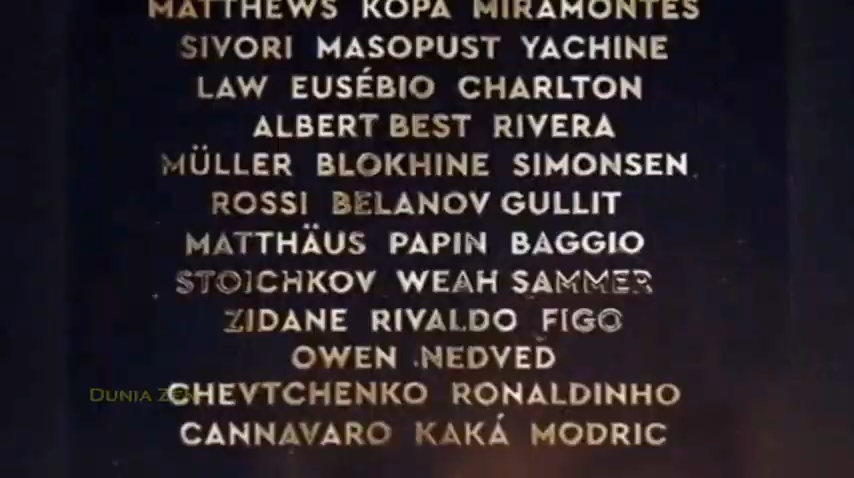 MATTHEWS KOPA MIRAMONTES
SIVORI MASOPUST YACHINE
LAW EUSÉBIO CHARLTON
ALBERT BEST RIVERA
MÜLLER BLOKHINE SIMONSEN
ROSSI BELANOV GULLIT
MATTHÄUS PAPIN BAGGIO
STOICHKOV WEAH SAMMER
ZIDANE RIVALDO FIGO
OWEN NEDVED
CHEVTCHENKO RONALDINHO
DUNIA
CANNAVARO KAKÁ MODRIC